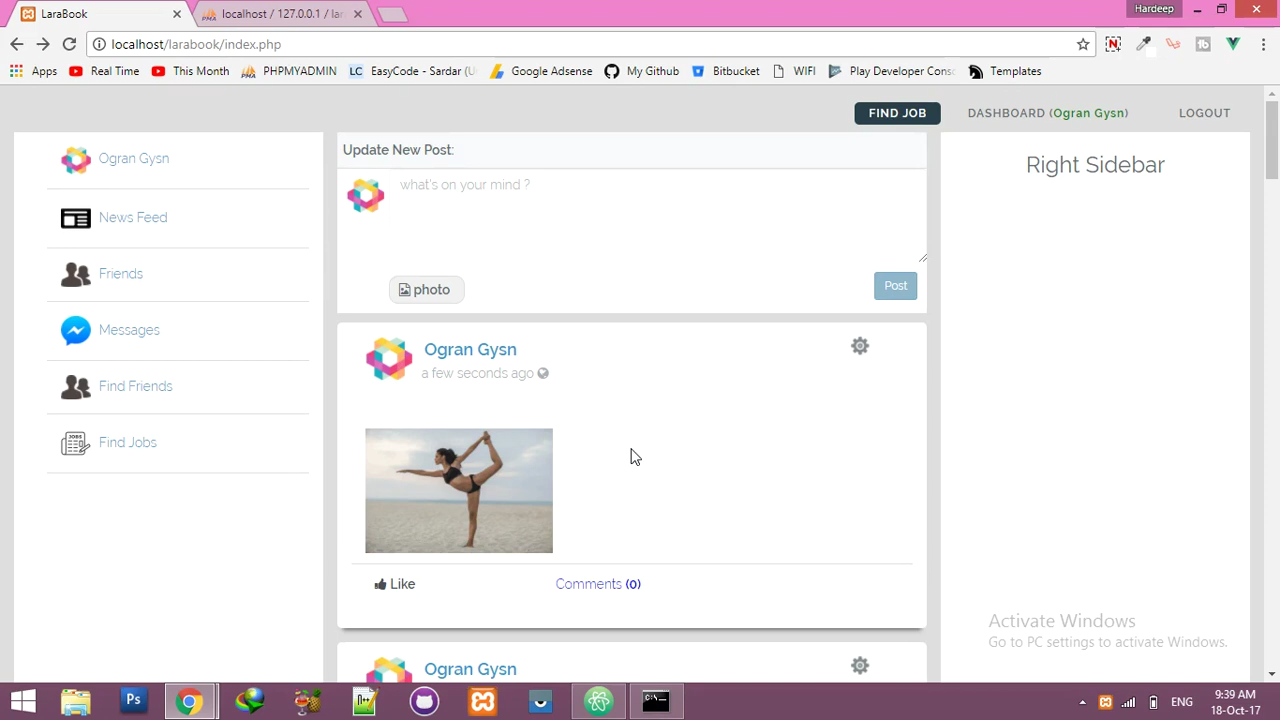 LaraBook
localhost / 127.0.0.1 / lar
Hardeep
localhost/larabook/index.php
Apps
Real Time
This Month
PHPMYADMIN
LC EasyCode - Sardar (U
Google Adsense
My Github
Bitbucket
WIFI
Play Developer Cons
Templates
FIND JOB
DASHBOARD (Ogran Gysn)
LOGOUT
Ogran Gysn
News Feed
Friends
Messages
Find Friends
JOBS
Find Jobs
Update New Post:
what's on your mind ?
photo
Post
Ogran Gysn
a few seconds ago
Like
Comments (0)
Ogran Gysn
Right Sidebar
Activate Windows
Go to PC settings to activate Windows.
Ps
ENG
9:39 AM
18-Oct-17